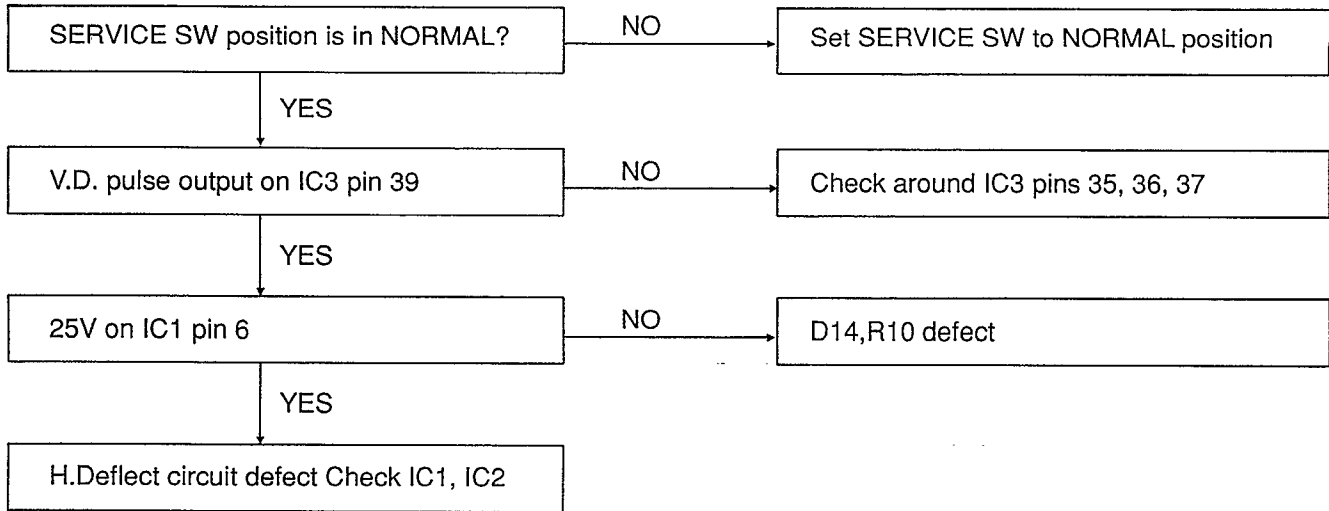 SERVICE SW position is in NORMAL?
NO
Set SERVICE SW to NORMAL position
YES
V.D. pulse output on IC3 pin 39
NO
Check around IC3 pins 35, 36, 37
YES
25V on IC1 pin 6
NO
D14,R10 defect
YES
H.Deflect circuit defect Check IC1, IC2